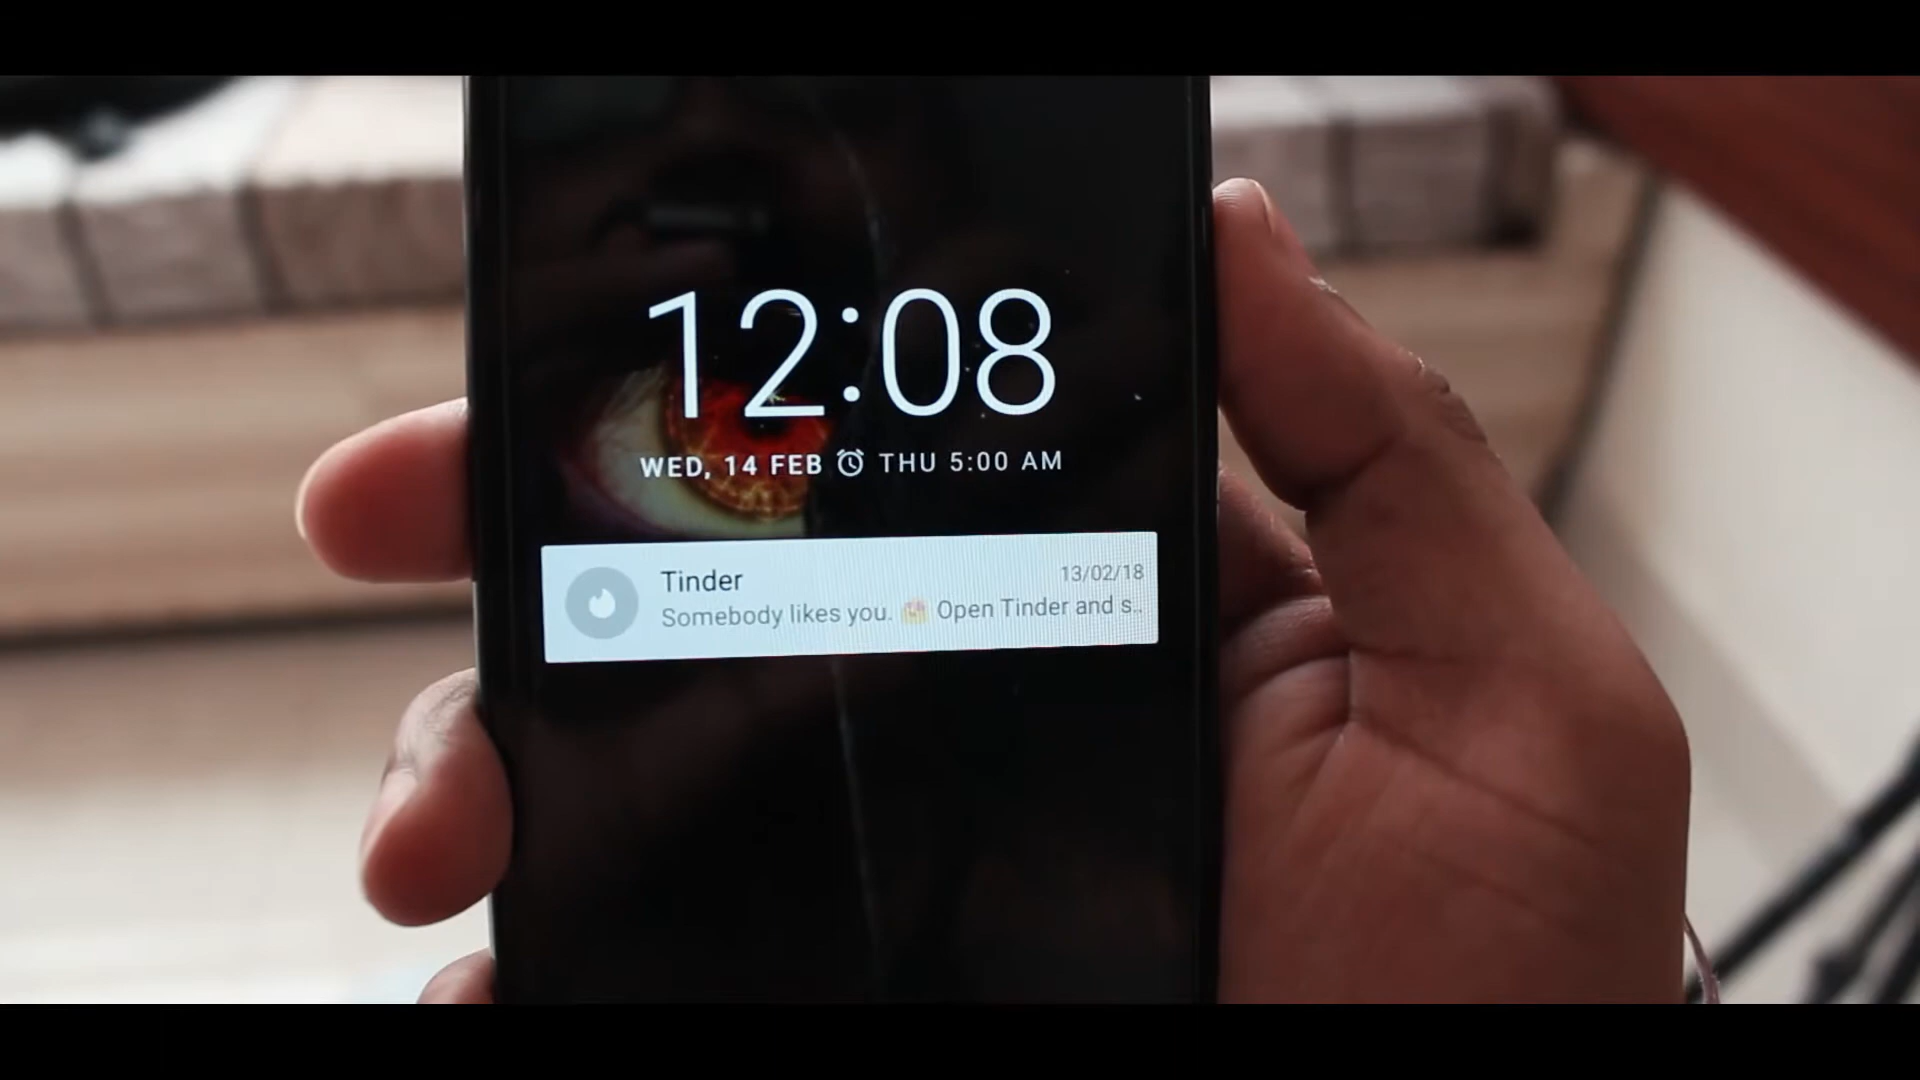 12:08
WED, 14 FEB THU 5:00 AM
Tinder 13/02/18
Somebody likes you. Open Tinder and s..